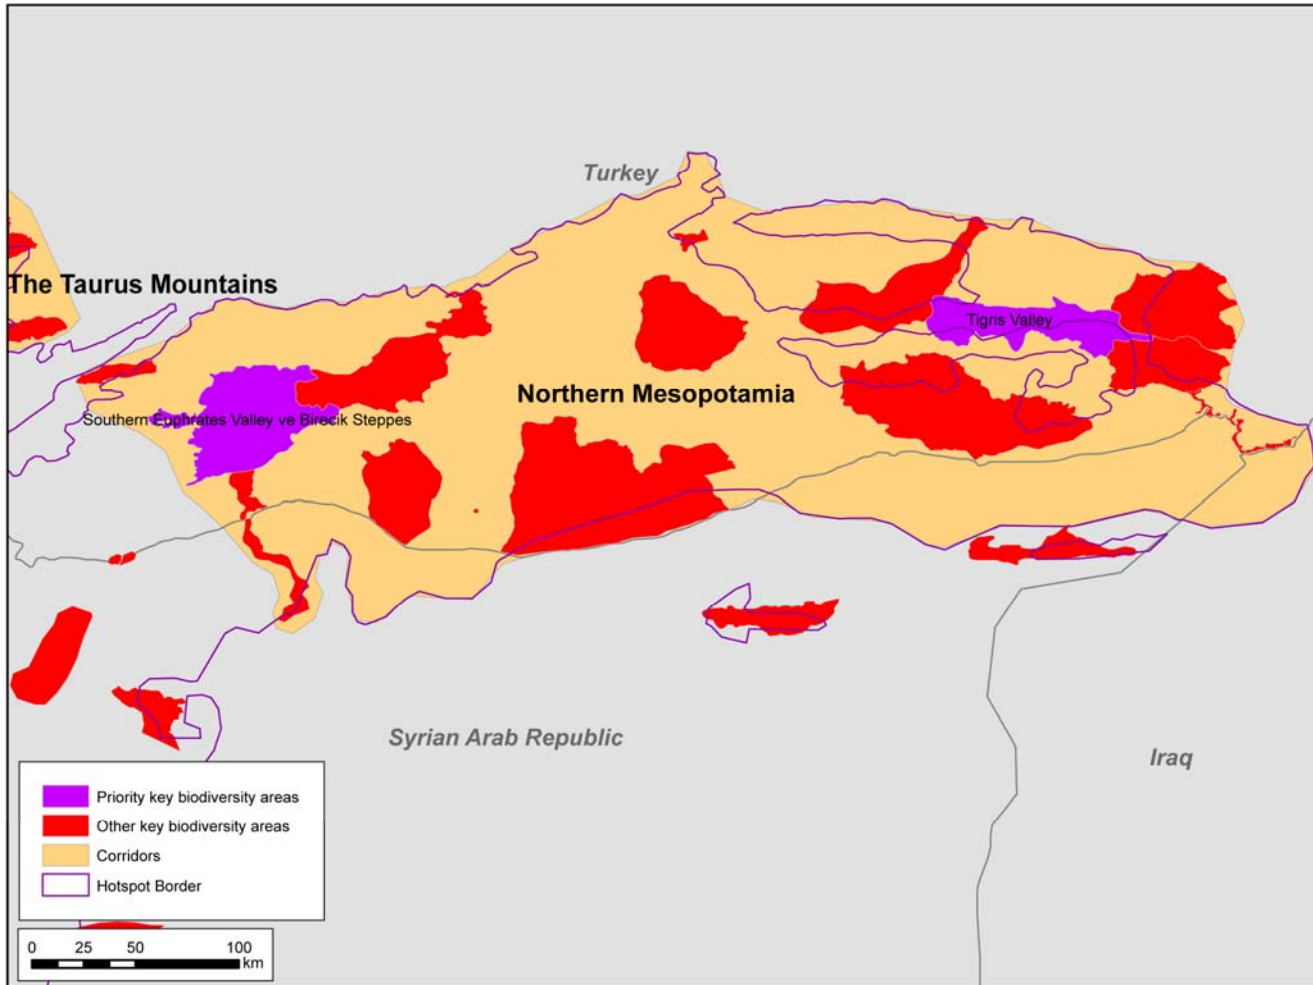 Turkey
The Taurus Mountains
Tigris Valley
Northern Mesopotamia
Southern Euphrates Valley ve Birecik Steppes
Syrian Arab Republic
Iraq
Priority key biodiversity areas
Other key biodiversity areas
Corridors
Hotspot Border
0 25 50 100
km